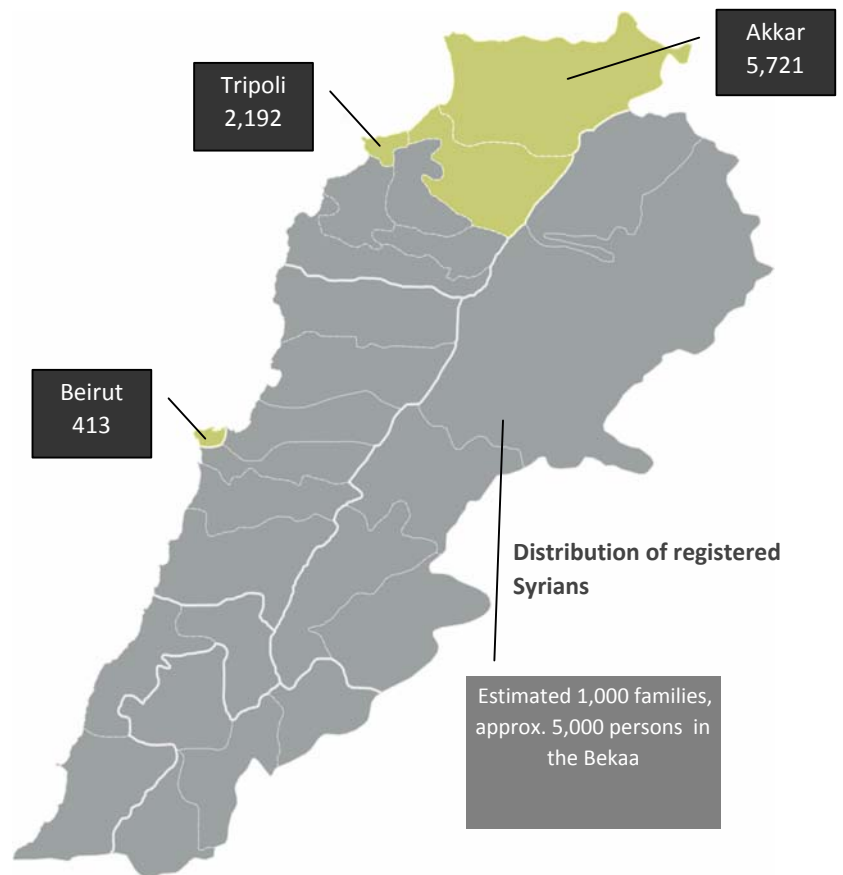 Akkar
5,721
Tripoli
2,192
Beirut
413
Distribution of registered
Syrians
Estimated 1,000 families,
approx. 5,000 persons in
the Bekaa